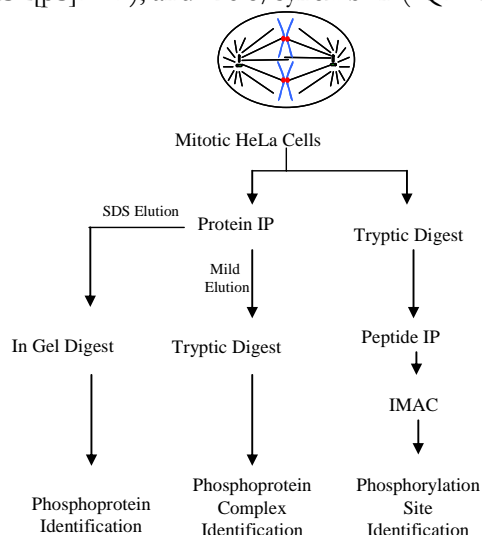 Mitotic HeLa Cells
SDS Elution
Protein IP
Tryptic Digest
Mild
Elution
In Gel Digest
Tryptic Digest
Peptide IP
IMAC
Phosphoprotein
Identification
Phosphoprotein
Complex
Identification
Phosphorylation
Site
Identification